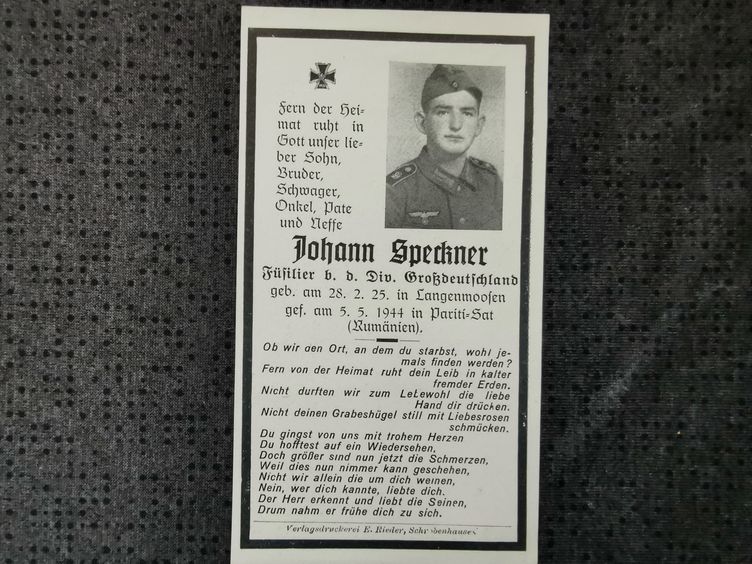 Fern der Hei-
mat ruht in
Gott unser lie-
ber Sohn,
Bruder,
Schwager,
Onkel, Pate
und Neffe
Johann Speckner
Füsilier b. d. Div. Großdeutschland
geb. am 28. 2. 25. in Langenmoosen
gef. am 5. 5. 1944 in Pariti-Sat
(Rumänien).
Ob wir den Ort, an dem du starbst, wohl je-
mals finden werden?
Fern von der Heimat ruht dein Leib in kalter
fremder Erden.
Nicht durften wir zum Lebewohl die liebe
Hand dir drücken.
Nicht deinen Grabeshügel still mit Liebesrosen
schmücken.
Du gingst von uns mit frohem Herzen
Du hofftest auf ein Wiedersehen,
Doch größer sind nun jetzt die Schmerzen,
Weil dies nun nimmer kann geschehen,
Nicht wir allein die um dich weinen,
Nein, wer dich kannte, liebte dich.
Der Herr erkennt und liebt die Seinen,
Drum nahm er frühe dich zu sich.
Verlagsdruckerei E. Rieder, Schrobenhausen